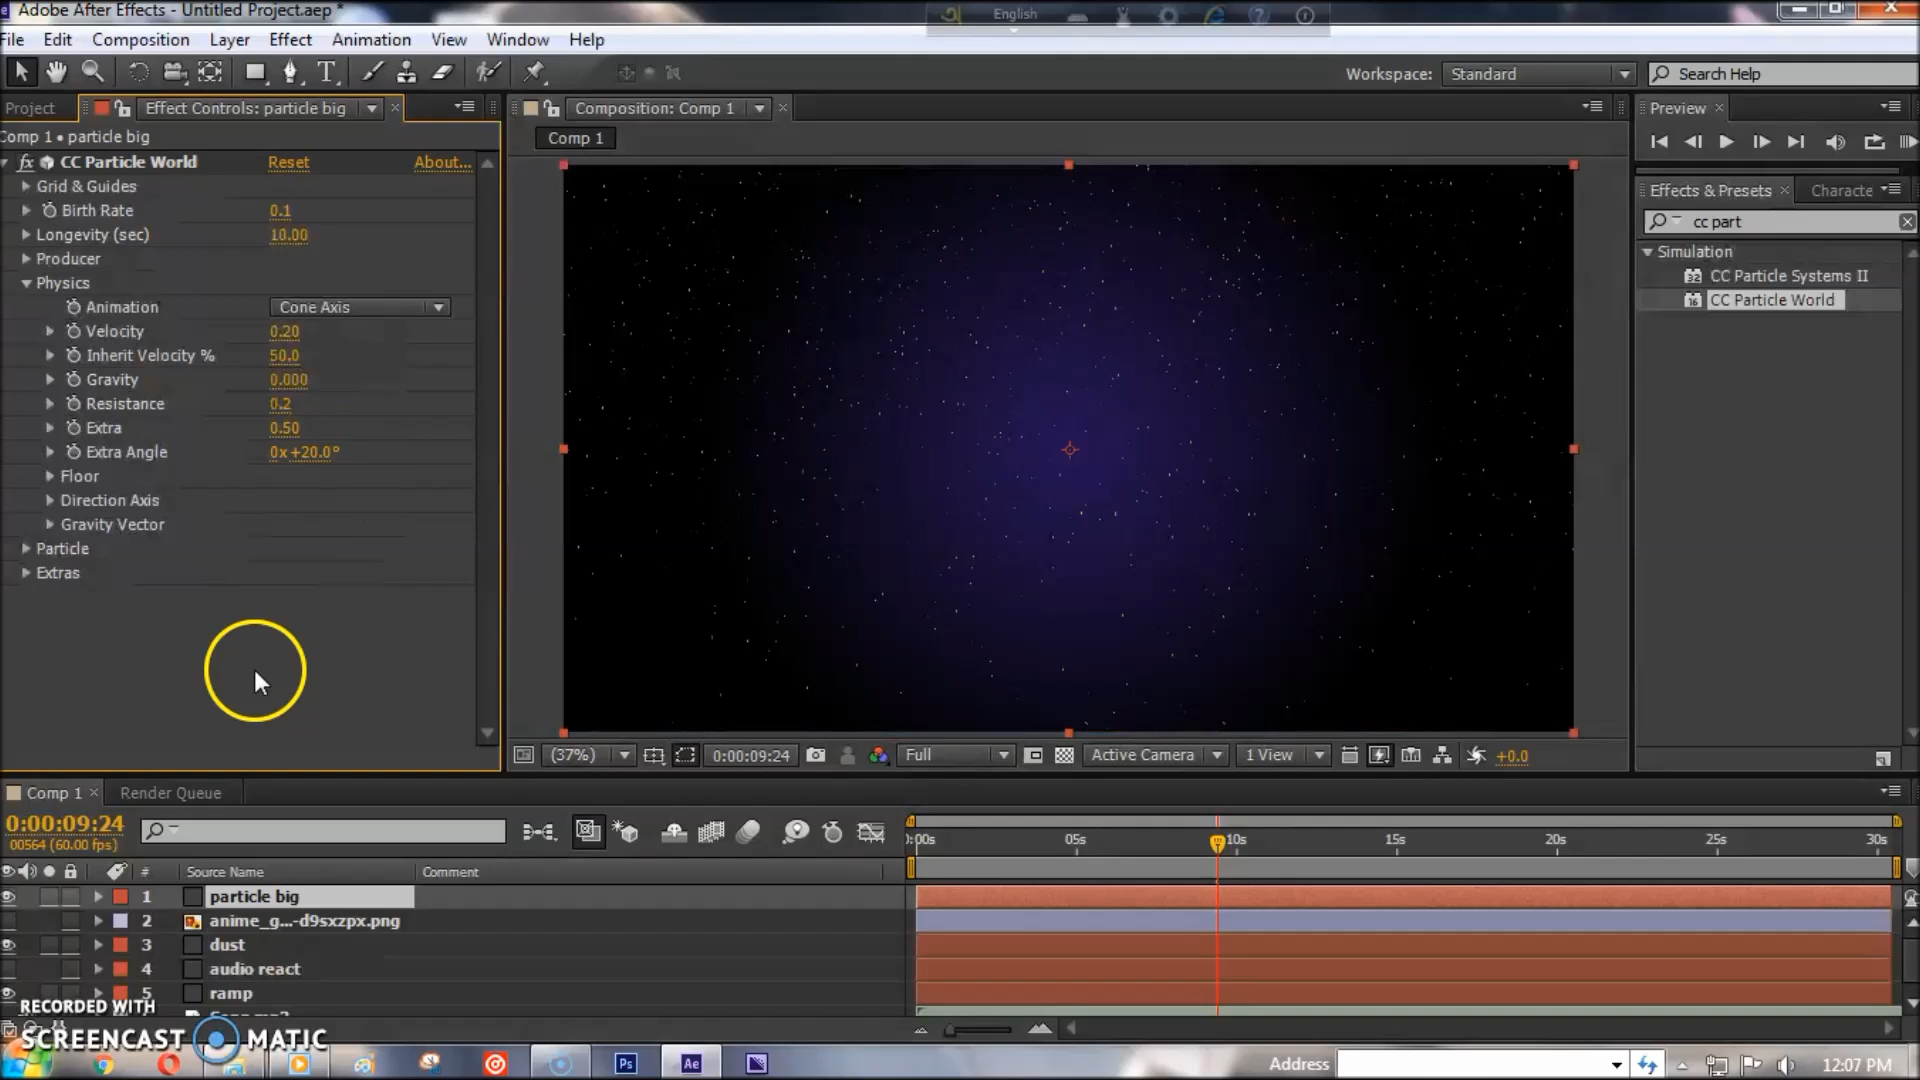 Adobe After Effects - Untitled Project.aep *
English
File Edit Composition Layer Effect Animation View Window Help
Workspace: Standard Search Help
Project Effect Controls: particle big Composition: Comp 1 Preview
Comp 1 • particle big
Comp 1
CC Particle World Reset About...
Grid & Guides
Birth Rate 0.1
Longevity (sec) 10.00
Producer
Physics
Animation Cone Axis
Velocity 0.20
Inherit Velocity % 50.0
Gravity 0.000
Resistance 0.2
Extra 0.50
Extra Angle 0x+20.0°
Floor
Direction Axis
Gravity Vector
Particle
Extras
Effects & Presets Characte
cc part
Simulation
CC Particle Systems II
CC Particle World
(37%) 0:00:09:24 Full Active Camera 1 View +0.0
Comp 1 Render Queue
0:00:09:24
00564 (60.00 fps)
:00s 05s 10s 15s 20s 25s 30s
# Source Name Comment
1 particle big
2 anime_g...-d9sxzpx.png
3 dust
4 audio react
5 ramp
RECORDED WITH
SCREENCAST MATIC
Ps Ae
Address 12:07 PM